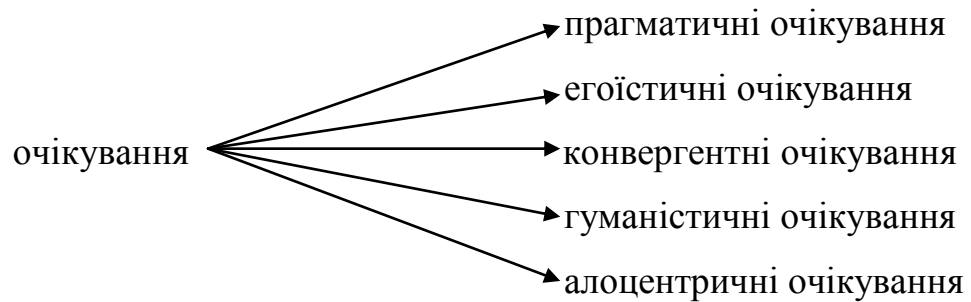 прагматичні очікування
егоїстичні очікування
очікування
конвергентні очікування
гуманістичні очікування
алоцентричні очікування